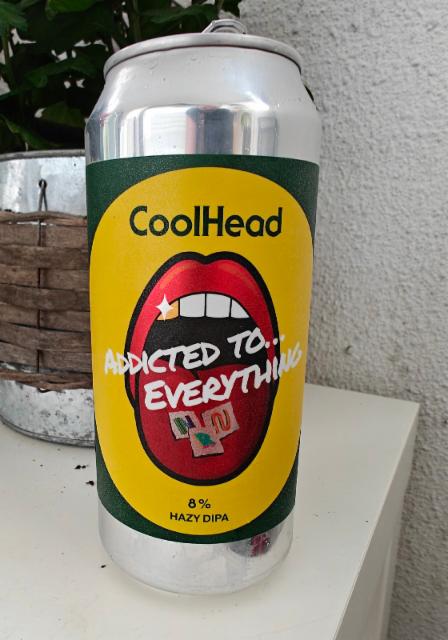 CoolHead
ADDICTED TO...
EVERYTHING
8%
HAZY DIPA